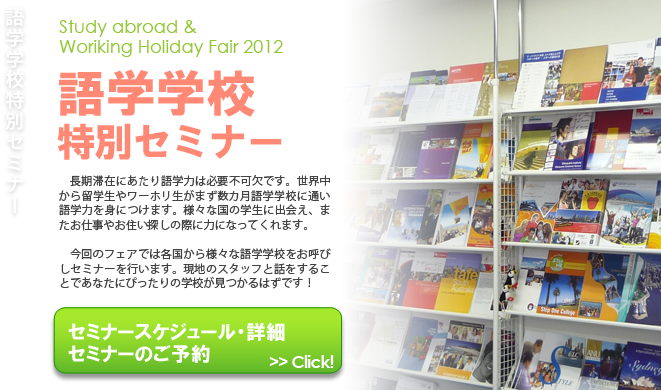 語学学校特別セミナー
Study abroad &
Woriking Holiday Fair 2012
語学学校
特別セミナー
長期滞在にあたり語学力は必要不可欠です。世界中
から留学生やワーホリ生がまず数カ月語学学校に通い
語学力を身につけます。様々な国の学生に出会え、ま
たお仕事やお住い探しの際に力になってくれます。
今回のフェアでは各国から様々な語学学校をお呼び
しセミナーを行います。現地のスタッフと話をするこ
とであなたにぴったりの学校が見つかるはずです！
セミナースケジュール・詳細
セミナーのご予約
>> Click!
tafe
Ship One College
ANU
Sydney